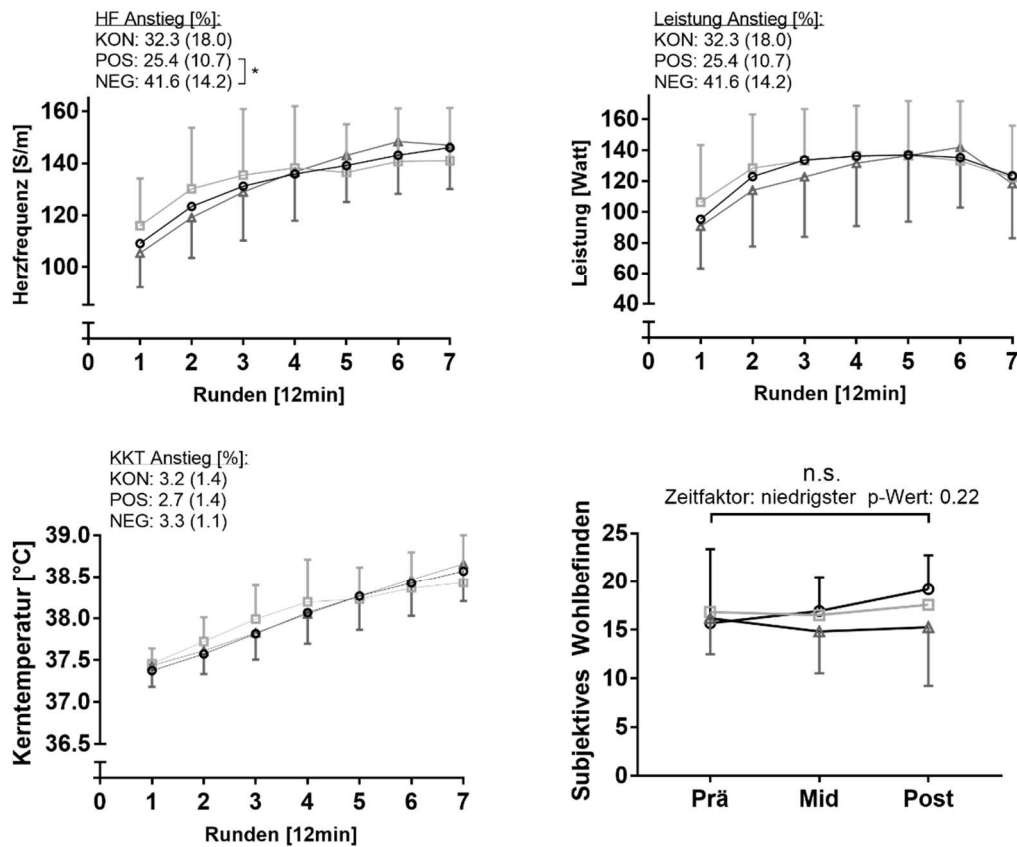 HF Anstieg [%]:
KON: 32.3 (18.0)
POS: 25.4 (10.7)
NEG: 41.6 (14.2)
*
160
140
120
100
Herzfrequenz [S/m]
0 1 2 3 4 5 6 7
Runden [12min]
Leistung Anstieg [%]:
KON: 32.3 (18.0)
POS: 25.4 (10.7)
NEG: 41.6 (14.2)
160
140
120
100
80
60
40
Leistung [Watt]
0 1 2 3 4 5 6 7
Runden [12min]
KKT Anstieg [%]:
KON: 3.2 (1.4)
POS: 2.7 (1.4)
NEG: 3.3 (1.1)
39.0
38.5
38.0
37.5
37.0
36.5
Kerntemperatur [°C]
0 1 2 3 4 5 6 7
Runden [12min]
n.s.
Zeitfaktor: niedrigster p-Wert: 0.22
25
20
15
10
5
0
Subjektives Wohlbefinden
Prä Mid Post